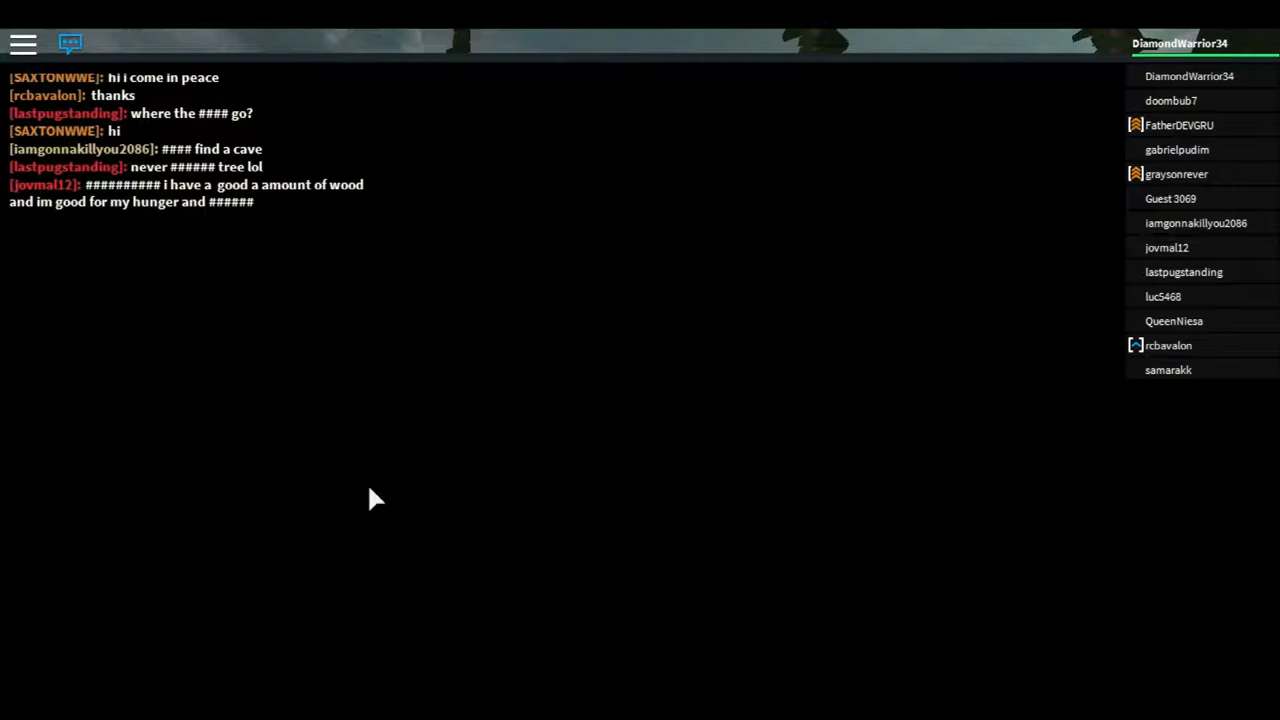 DiamondWarrior34
[SAXTONWWE]: hi i come in peace
[rcbavalon]: thanks
[lastpugstanding]: where the #### go?
[SAXTONWWE]: hi
[iamgonnakillyou2086]: #### find a cave
[lastpugstanding]: never ###### tree lol
[jovmal12]: ########## i have a  good a amount of wood
and im good for my hunger and ######
DiamondWarrior34
doombub7
FatherDEVGRU
gabrielpudim
graysonrever
Guest 3069
iamgonnakillyou2086
jovmal12
lastpugstanding
luc5468
QueenNiesa
rcbavalon
samarakk